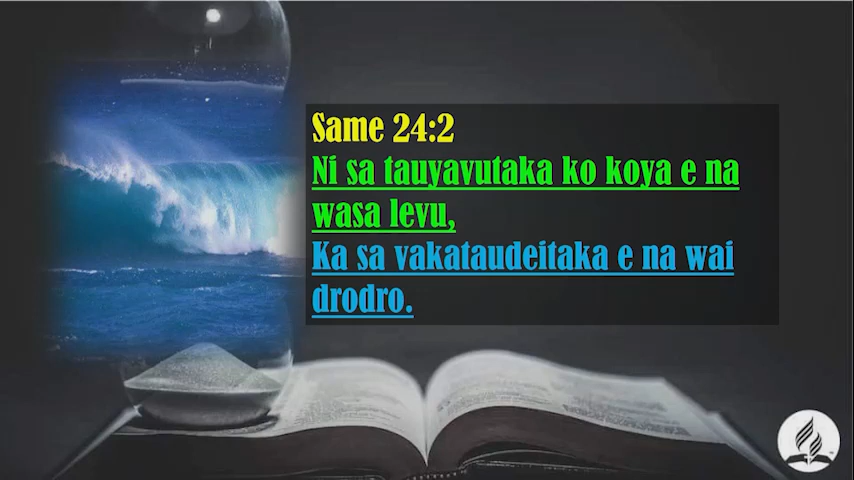 Same 24:2
Ni sa tauyavutaka ko koya e na
wasa levu,
Ka sa vakataudeitaka e na wai
drodro.